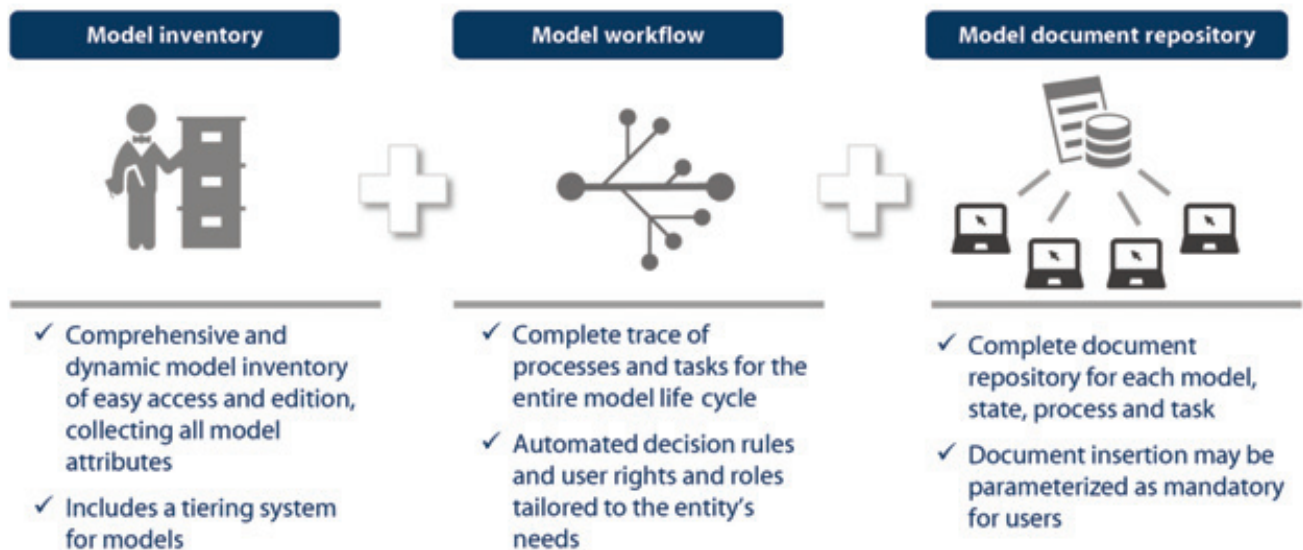 Model inventory
Model workflow
Model document repository
✓ Comprehensive and
dynamic model inventory
of easy access and edition,
collecting all model
attributes
✓ Includes a tiering system
for models
✓ Complete trace of
processes and tasks for the
entire model life cycle
✓ Automated decision rules
and user rights and roles
tailored to the entity's
needs
✓ Complete document
repository for each model,
state, process and task
✓ Document insertion may be
parameterized as mandatory
for users